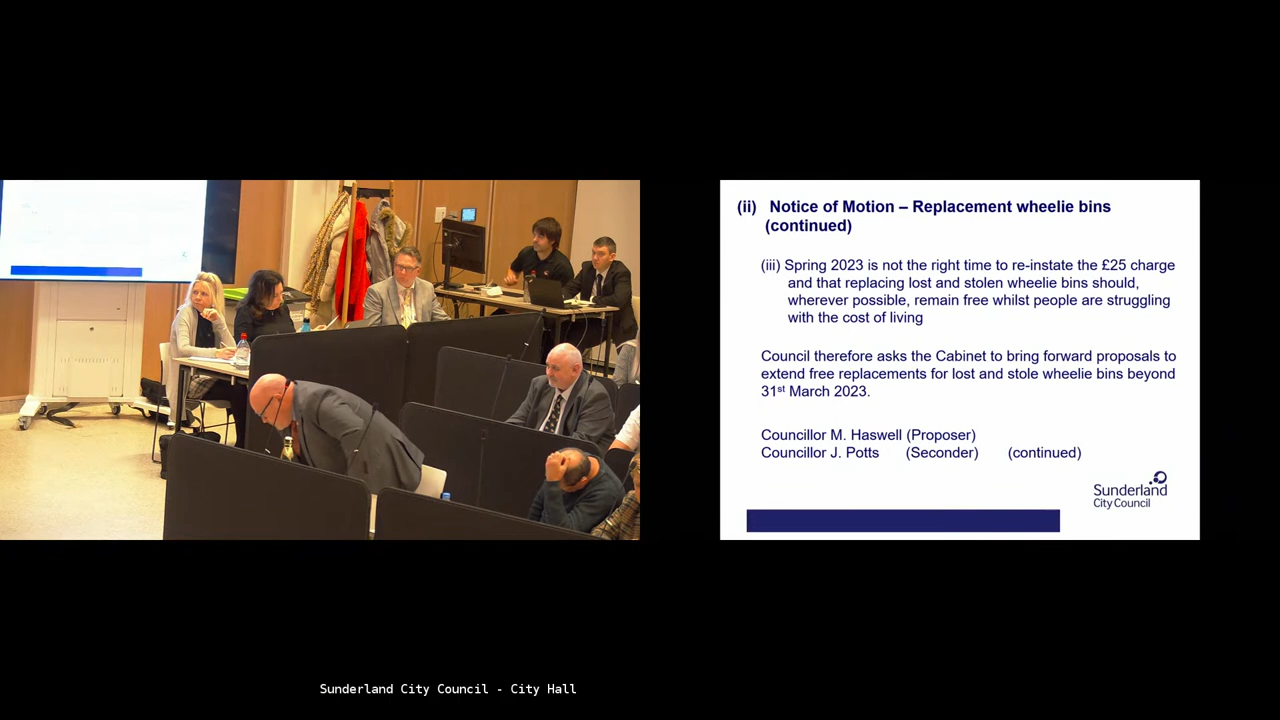 (ii) Notice of Motion – Replacement wheelie bins
(continued)
(iii) Spring 2023 is not the right time to re-instate the £25 charge
and that replacing lost and stolen wheelie bins should,
wherever possible, remain free whilst people are struggling
with the cost of living
Council therefore asks the Cabinet to bring forward proposals to
extend free replacements for lost and stole wheelie bins beyond
31st March 2023.
Councillor M. Haswell (Proposer)
Councillor J. Potts (Seconder) (continued)
Sunderland
City Council
Sunderland City Council - City Hall